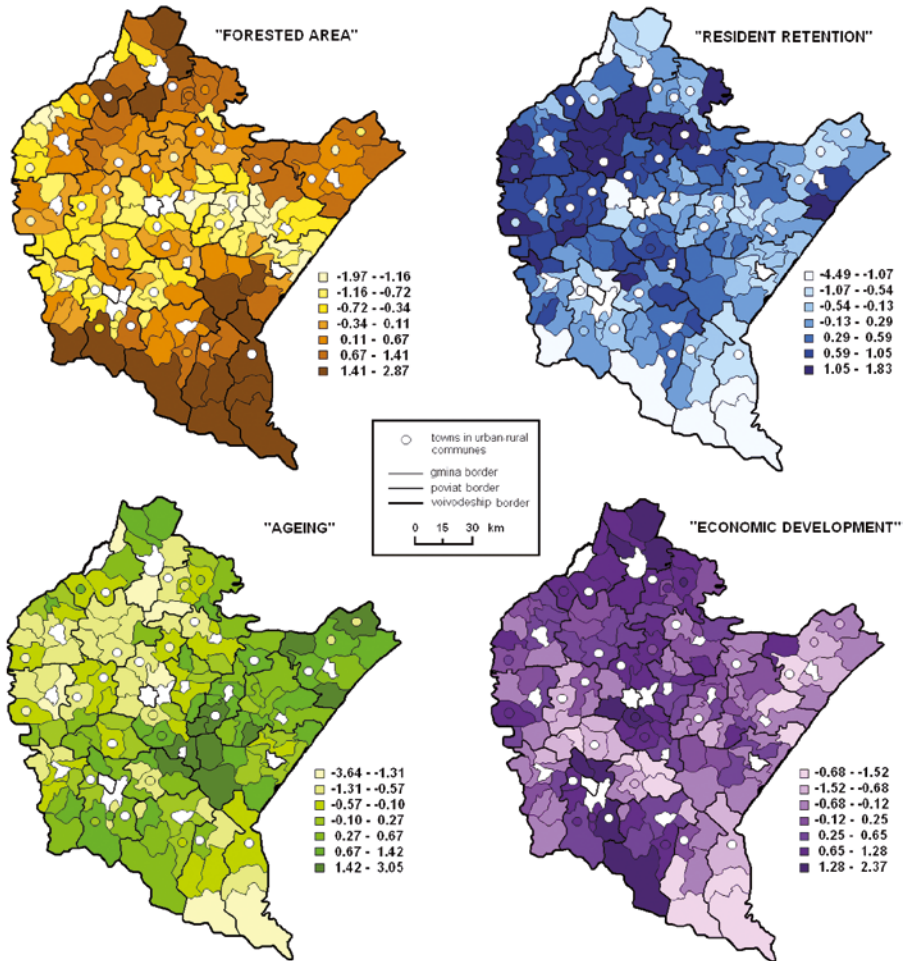 "FORESTED AREA"
-1.97 - -1.16
-1.16 - -0.72
-0.72 - -0.34
-0.34 - 0.11
0.11 - 0.67
0.67 - 1.41
1.41 - 2.87
"RESIDENT RETENTION"
-4.49 - -1.07
-1.07 - -0.54
-0.54 - -0.13
-0.13 - 0.29
0.29 - 0.59
0.59 - 1.05
1.05 - 1.83
towns in urban-rural
communes
gmina border
poviat border
voivodeship border
0 15 30 km
"AGEING"
-3.64 - -1.31
-1.31 - -0.57
-0.57 - -0.10
-0.10 - 0.27
0.27 - 0.67
0.67 - 1.42
1.42 - 3.05
"ECONOMIC DEVELOPMENT"
-0.68 - -1.52
-1.52 - -0.68
-0.68 - -0.12
-0.12 - 0.25
0.25 - 0.65
0.65 - 1.28
1.28 - 2.37